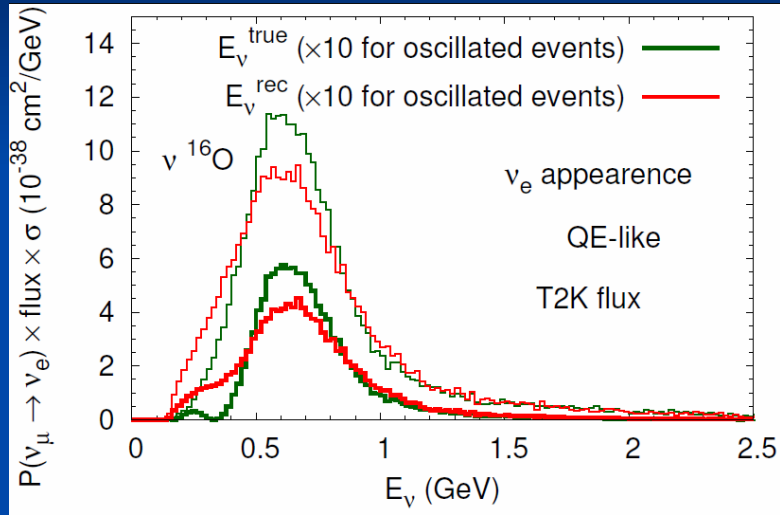 E_ν^true (×10 for oscillated events)
E_ν^rec (×10 for oscillated events)
ν ^16O
ν_e appearence
QE-like
T2K flux
P(ν_μ → ν_e) × flux × σ (10^-38 cm^2/GeV)
14
12
10
8
6
4
2
0
0 0.5 1 1.5 2 2.5
E_ν (GeV)